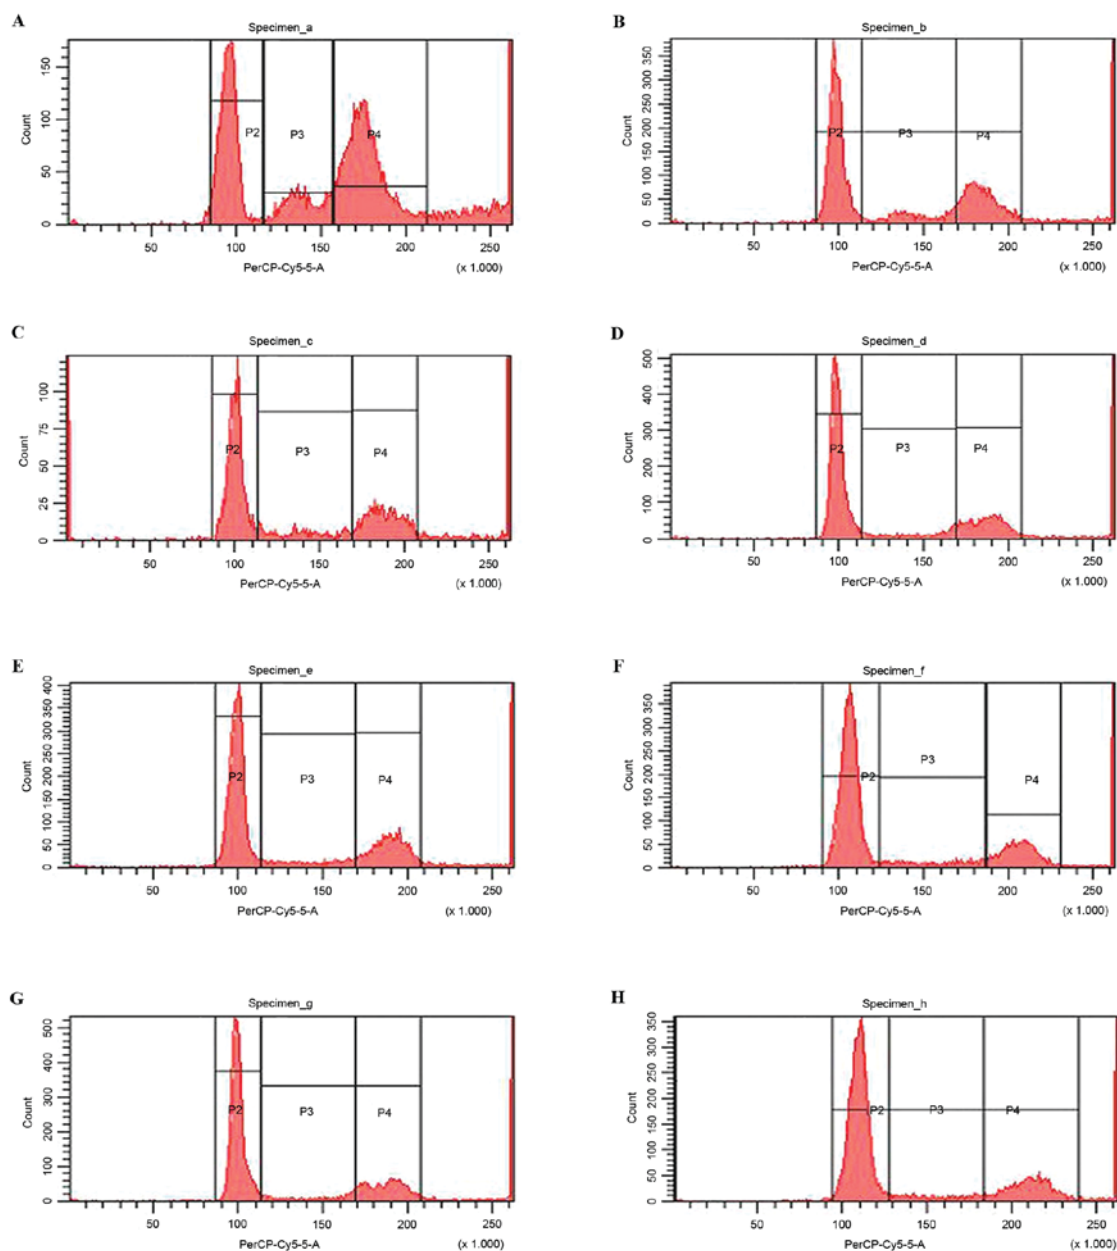 A
Specimen_a
Count
150
100
50
0
P2
P3
P4
50
100
150
200
250
PerCP-Cy5-5-A
(x 1.000)
B
Specimen_b
Count
350
300
250
200
150
100
50
0
P2
P3
P4
50
100
150
200
250
PerCP-Cy5-5-A
(x 1.000)
C
Specimen_c
Count
100
75
50
25
0
P2
P3
P4
50
100
150
200
250
PerCP-Cy5-5-A
(x 1.000)
D
Specimen_d
Count
500
400
300
200
100
0
P2
P3
P4
50
100
150
200
250
PerCP-Cy5-5-A
(x 1.000)
E
Specimen_e
Count
400
350
300
250
200
150
100
50
0
P2
P3
P4
50
100
150
200
250
PerCP-Cy5-5-A
(x 1.000)
F
Specimen_f
Count
350
300
250
200
150
100
50
0
P2
P3
P4
50
100
150
200
250
PerCP-Cy5-5-A
(x 1.000)
G
Specimen_g
Count
500
400
300
200
100
0
P2
P3
P4
50
100
150
200
250
PerCP-Cy5-5-A
(x 1.000)
H
Specimen_h
Count
350
300
250
200
150
100
50
0
P2
P3
P4
50
100
150
200
250
PerCP-Cy5-5-A
(x 1.000)